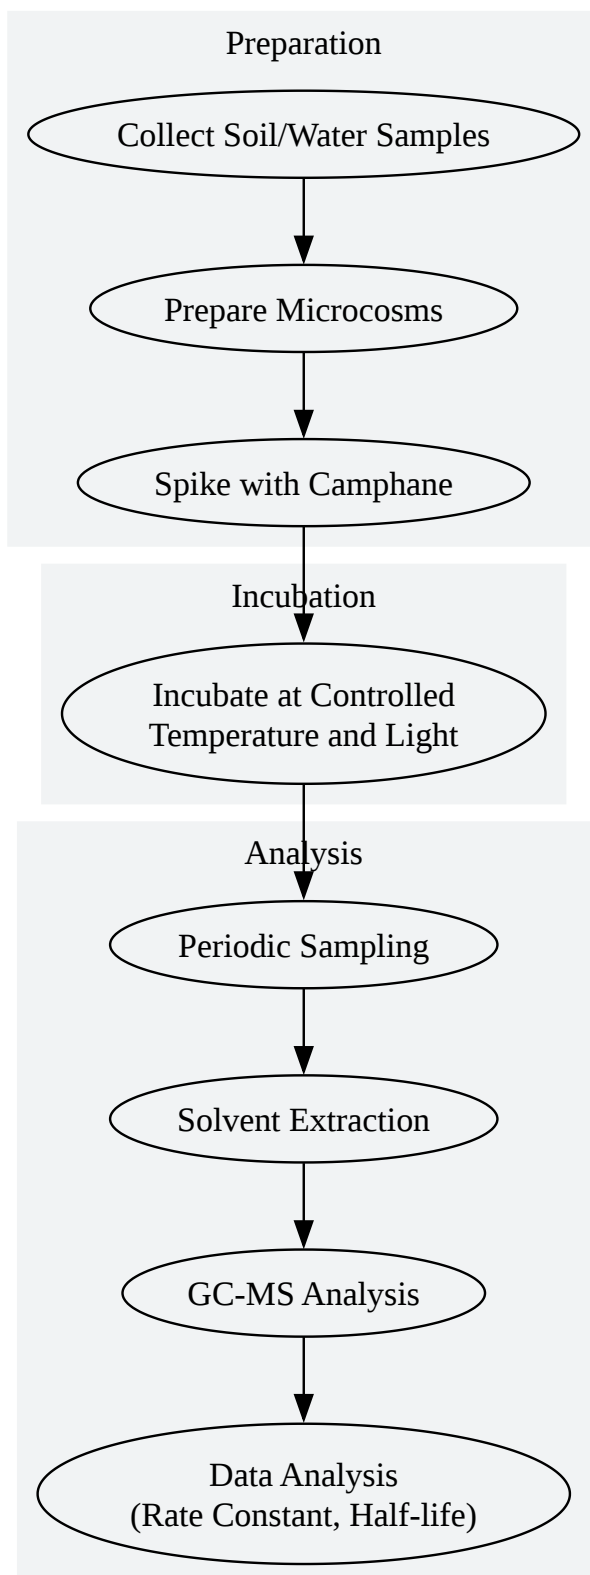 Preparation
Collect Soil/Water Samples
Prepare Microcosms
Spike with Camphane
Incubation
Incubate at Controlled
Temperature and Light
Analysis
Periodic Sampling
Solvent Extraction
GC-MS Analysis
Data Analysis
(Rate Constant, Half-life)